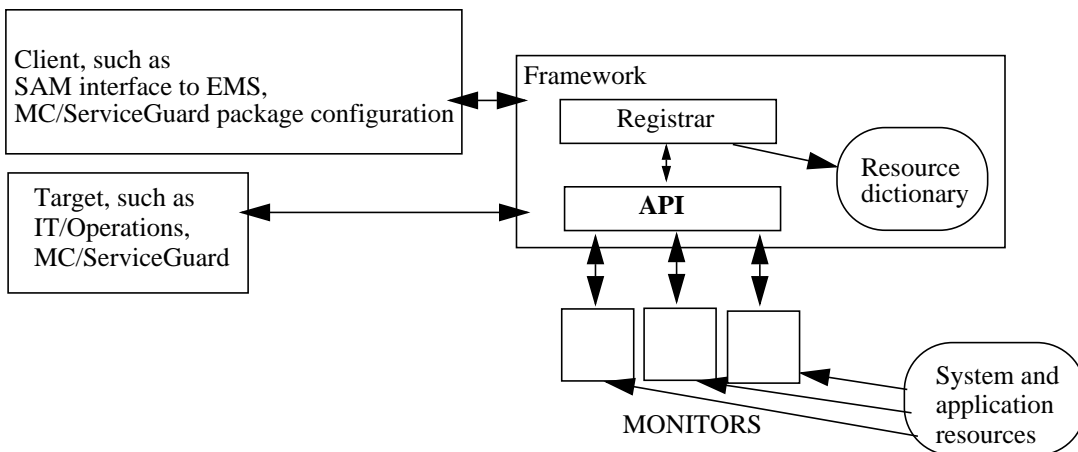 Client, such as
SAM interface to EMS,
MC/ServiceGuard package configuration
Framework
Registrar
Resource
dictionary
API
Target, such as
IT/Operations,
MC/ServiceGuard
MONITORS
System and
application
resources